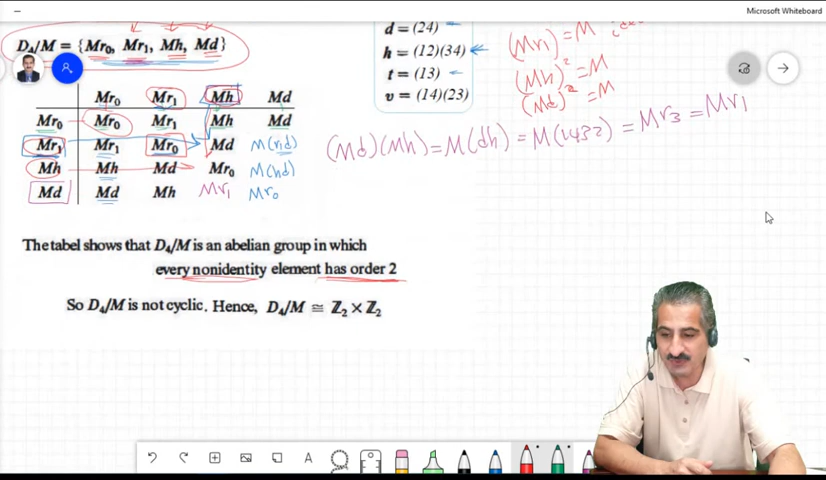 Microsoft Whiteboard
D₄/M = {Mr₀, Mr₁, Mh, Md}
d = (24)
h = (12)(34)
t = (13)
v = (14)(23)
(Mr₁)² = M
(Mh)² = M
(Md)² = M
Mr₀ Mr₁ Mh Md
Mr₀ Mr₀ Mr₁ Mh Md
Mr₁ Mr₁ Mr₀ Md M(r₁d)
Mh Mh Md Mr₀ M(hd)
Md Md Mh Mr₁ Mr₀
(Md)(Mh) = M(dh) = M(1432) = Mr₃ = Mr₁
The tabel shows that D₄/M is an abelian group in which
every nonidentity element has order 2
So D₄/M is not cyclic. Hence, D₄/M ≅ ℤ₂ × ℤ₂